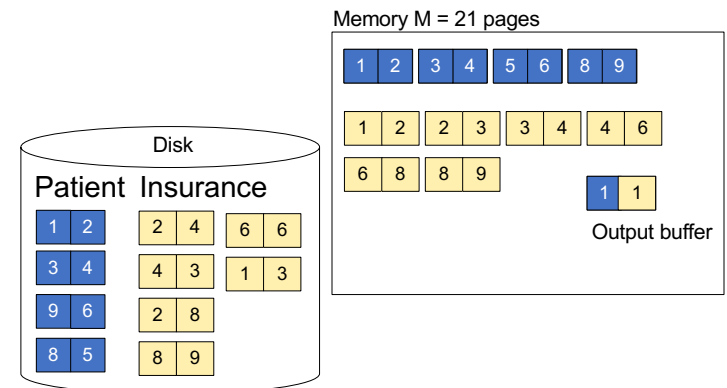 Memory M = 21 pages
1 2 3 4 5 6 8 9
1 2 2 3 3 4 4 6
6 8 8 9
1 1
Output buffer
Disk
Patient Insurance
1 2 2 4 6 6
3 4 4 3 1 3
9 6 2 8
8 5 8 9